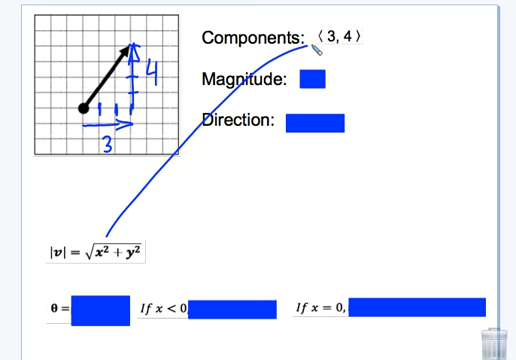 Components: ⟨ 3, 4 ⟩
4
Magnitude:
Direction:
3
|v| = √x² + y²
θ =
If x < 0
If x = 0,